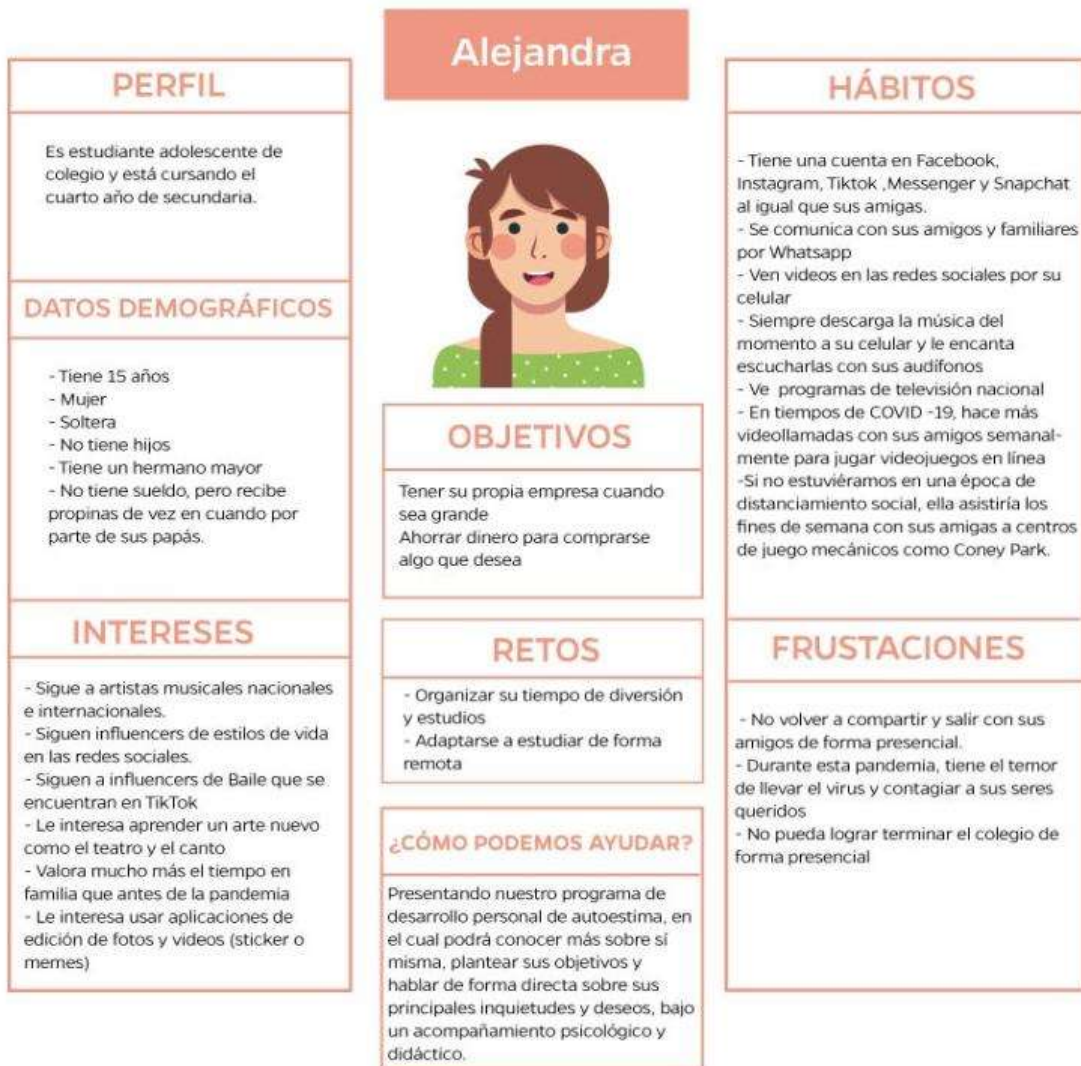 Alejandra
PERFIL
Es estudiante adolescente de
colegio y está cursando el
cuarto año de secundaria.
DATOS DEMOGRÁFICOS
- Tiene 15 años
- Mujer
- Soltera
- No tiene hijos
- Tiene un hermano mayor
- No tiene sueldo, pero recibe
propinas de vez en cuando por
parte de sus papás.
INTERESES
- Sigue a artistas musicales nacionales
e internacionales.
- Siguen influencers de estilos de vida
en las redes sociales.
- Siguen a influencers de Baile que se
encuentran en TikTok
- Le interesa aprender un arte nuevo
como el teatro y el canto
- Valora mucho más el tiempo en
familia que antes de la pandemia
- Le interesa usar aplicaciones de
edición de fotos y videos (sticker o
memes)
OBJETIVOS
Tener su propia empresa cuando
sea grande
Ahorrar dinero para comprarse
algo que desea
RETOS
- Organizar su tiempo de diversión
y estudios
- Adaptarse a estudiar de forma
remota
¿CÓMO PODEMOS AYUDAR?
Presentando nuestro programa de
desarrollo personal de autoestima, en
el cual podrá conocer más sobre sí
misma, plantear sus objetivos y
hablar de forma directa sobre sus
principales inquietudes y deseos, bajo
un acompañamiento psicológico y
didáctico.
HÁBITOS
- Tiene una cuenta en Facebook,
Instagram, Tiktok ,Messenger y Snapchat
al igual que sus amigas.
- Se comunica con sus amigos y familiares
por Whatsapp
- Ven videos en las redes sociales por su
celular
- Siempre descarga la música del
momento a su celular y le encanta
escucharlas con sus audífonos
- Ve programas de televisión nacional
- En tiempos de COVID -19, hace más
videollamadas con sus amigos semanal-
mente para jugar videojuegos en línea
-Si no estuviéramos en una época de
distanciamiento social, ella asistiría los
fines de semana con sus amigas a centros
de juego mecánicos como Coney Park.
FRUSTACIONES
- No volver a compartir y salir con sus
amigos de forma presencial.
- Durante esta pandemia, tiene el temor
de llevar el virus y contagiar a sus seres
queridos
- No pueda lograr terminar el colegio de
forma presencial